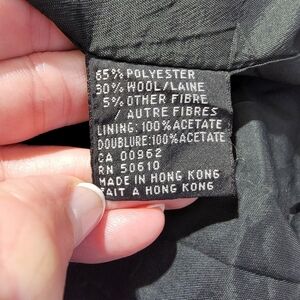 65% POLYESTER
30% WOOL/LAINE
5% OTHER FIBRE
/ AUTRE FIBRES
LINING: 100% ACETATE
DOUBLURE: 100% ACETATE
CA 00962
RN 50610
MADE IN HONG KONG
FAIT A HONG KONG